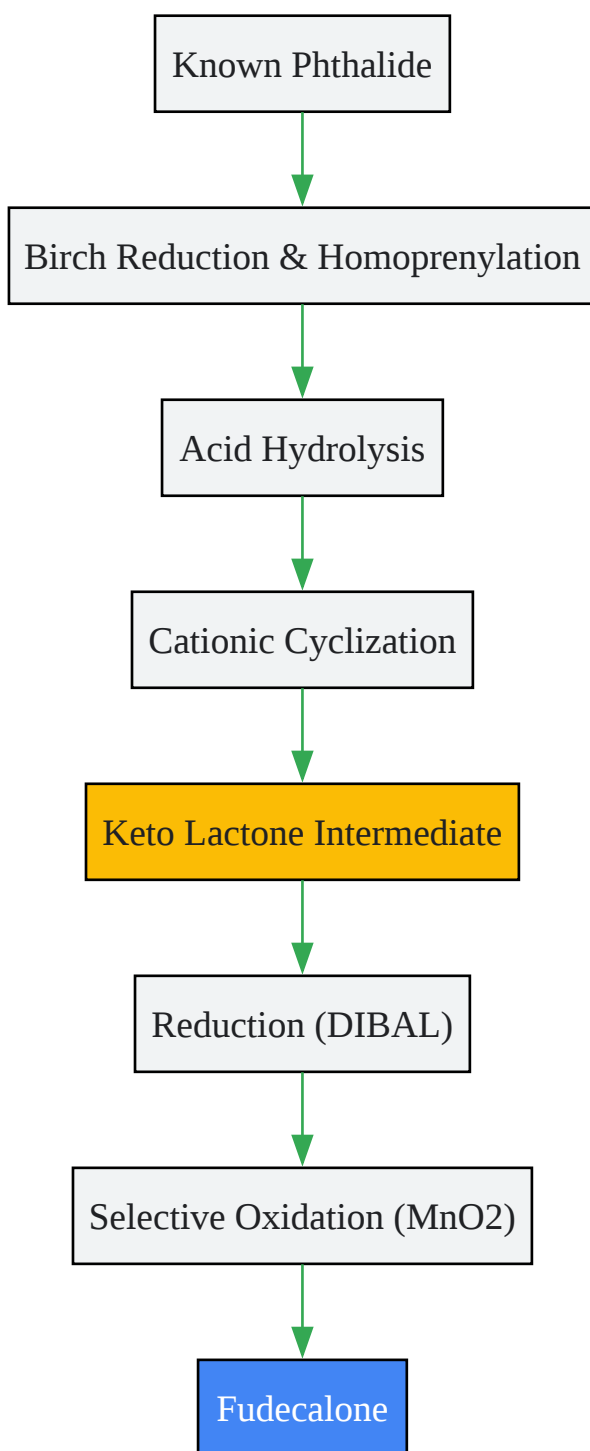 Known Phthalide
Birch Reduction & Homoprenylation
Acid Hydrolysis
Cationic Cyclization
Keto Lactone Intermediate
Reduction (DIBAL)
Selective Oxidation (MnO2)
Fudecalone